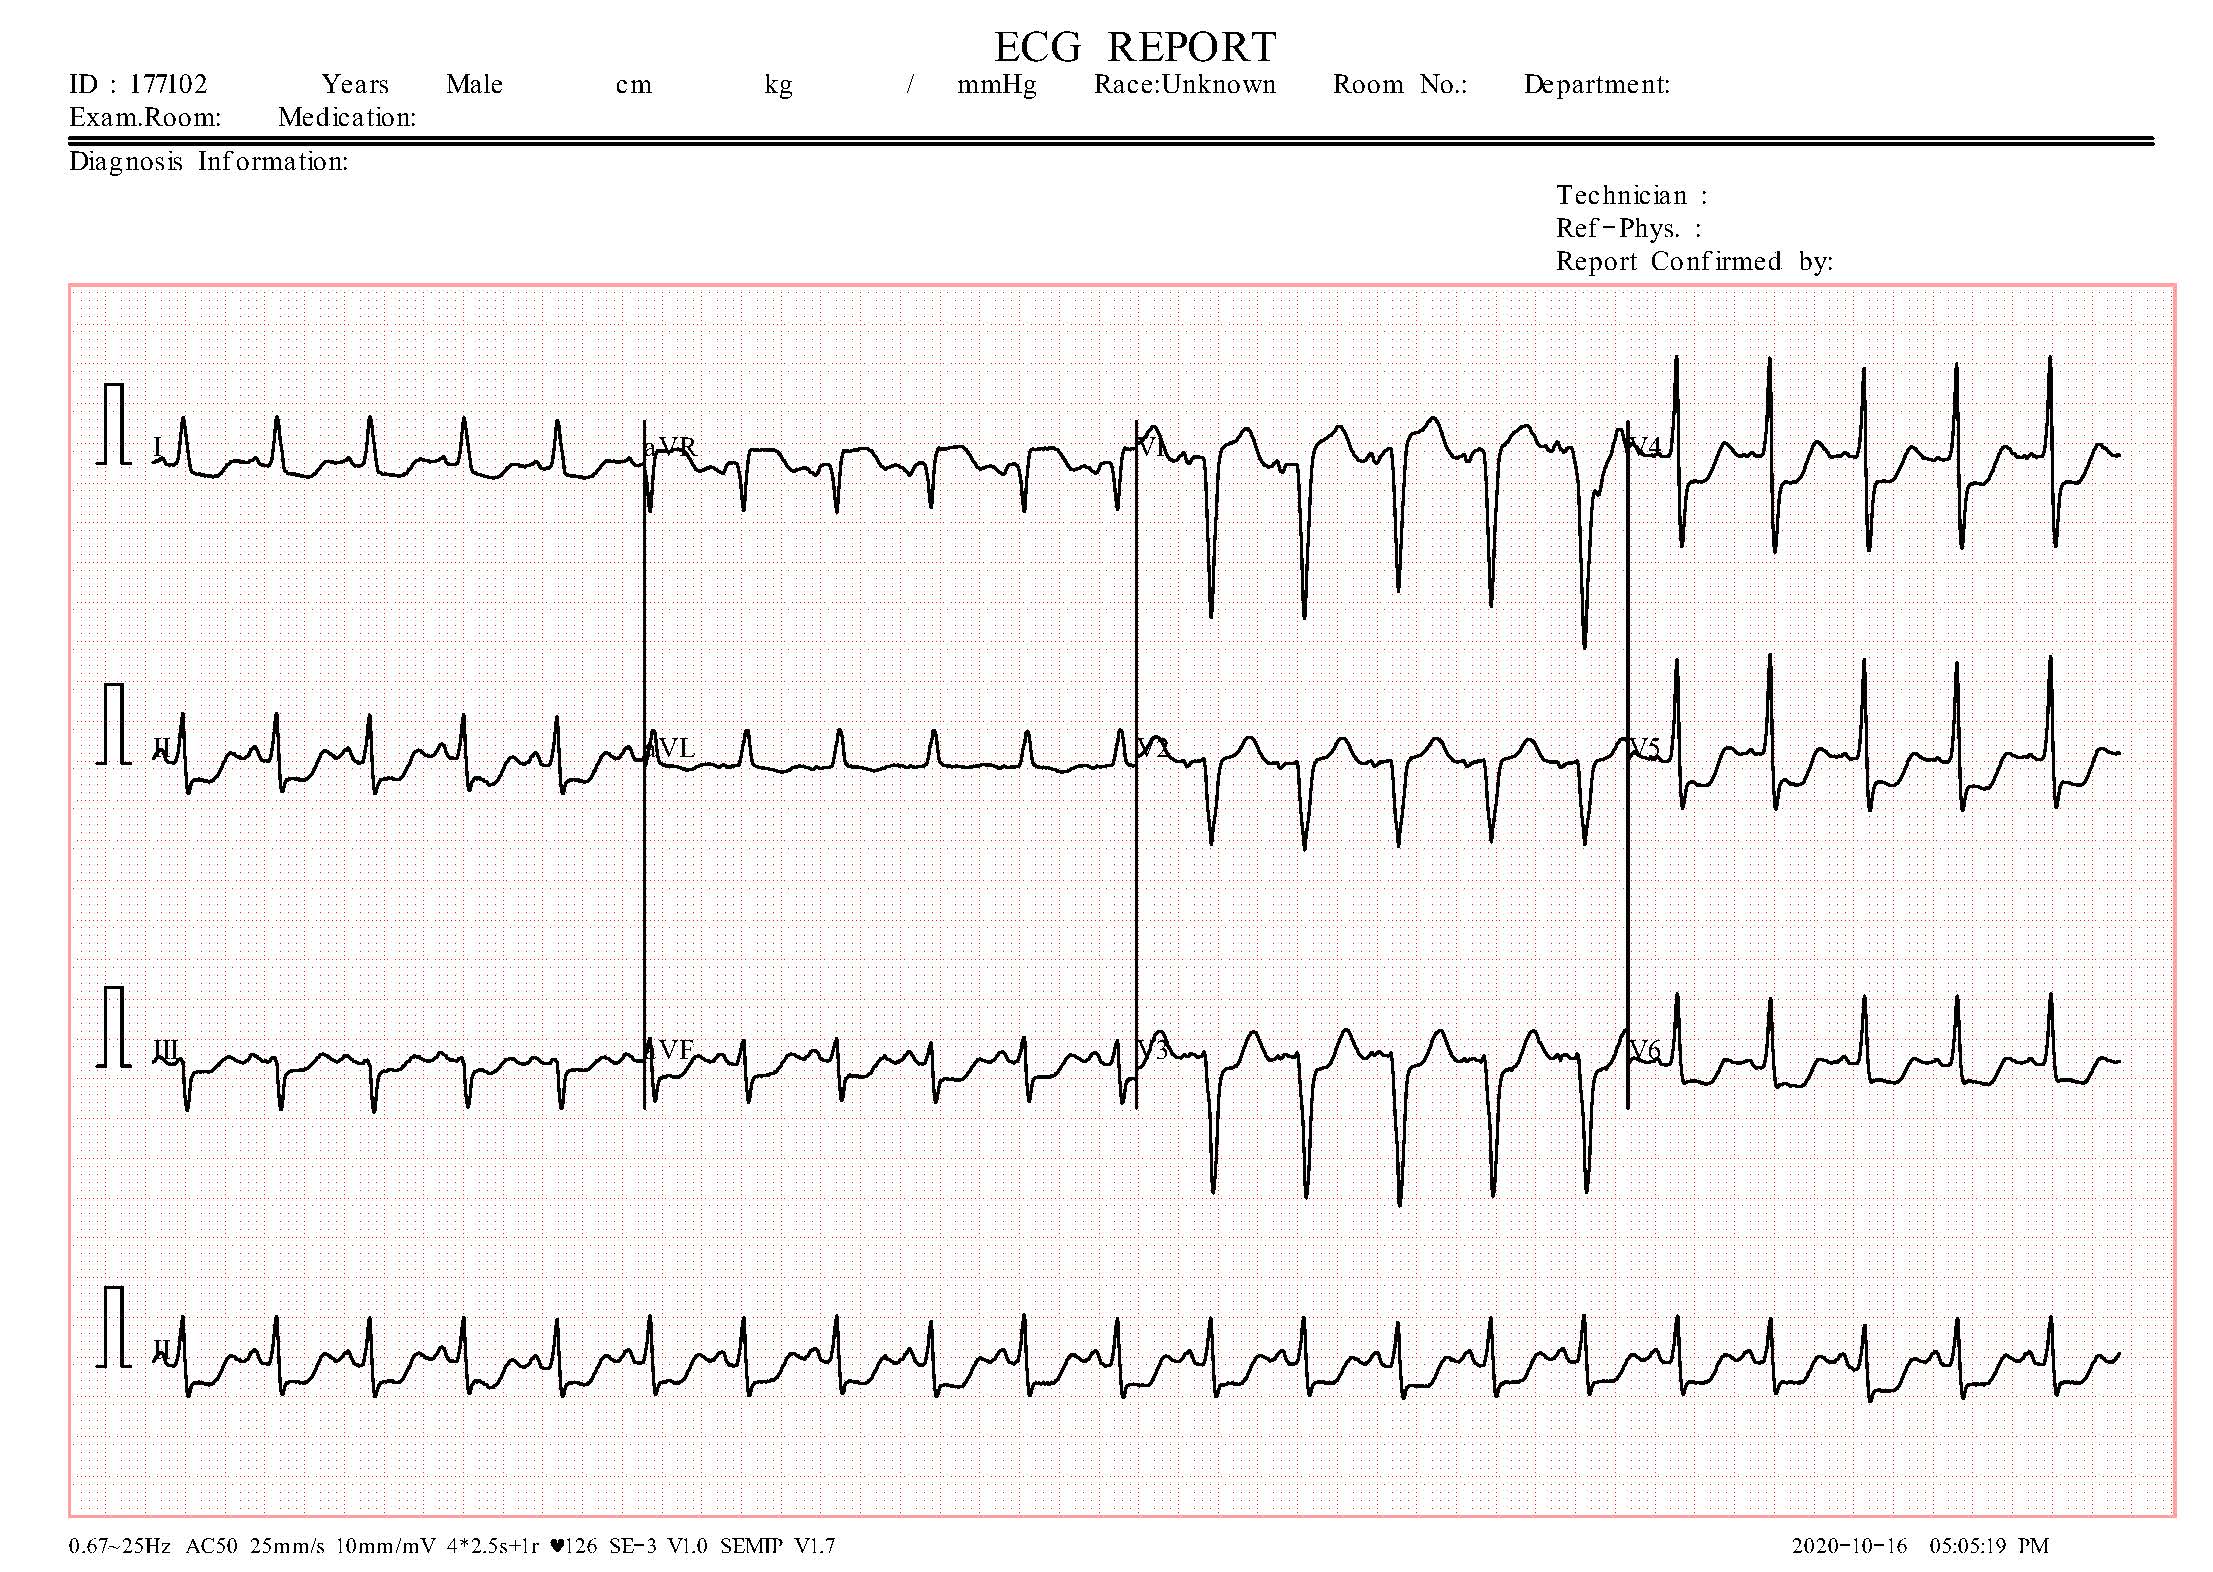 ECG REPORT
ID : 177102 Years Male cm kg / mmHg Race:Unknown Room No.: Department:
Exam.Room: Medication:
Diagnosis Information:
Technician :
Ref-Phys. :
Report Confirmed by:
I aVR V1 V4
II aVL V2 V5
III aVF V3 V6
II
0.67~25Hz AC50 25mm/s 10mm/mV 4*2.5s+1r ♥126 SE-3 V1.0 SEMIP V1.7 2020-10-16 05:05:19 PM